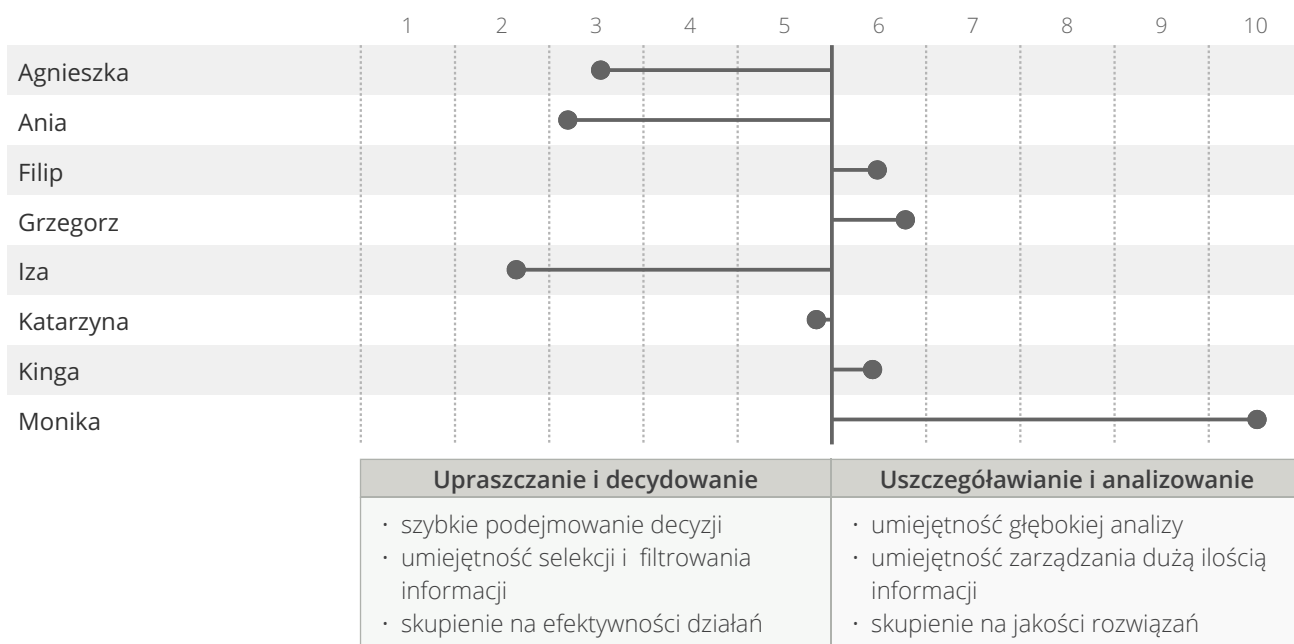 1 2 3 4 5 6 7 8 9 10
Agnieszka
Ania
Filip
Grzegorz
Iza
Katarzyna
Kinga
Monika
Upraszczanie i decydowanie
· szybkie podejmowanie decyzji
· umiejętność selekcji i filtrowania
informacji
· skupienie na efektywności działań
Uszczegóławianie i analizowanie
· umiejętność głębokiej analizy
· umiejętność zarządzania dużą ilością
informacji
· skupienie na jakości rozwiązań